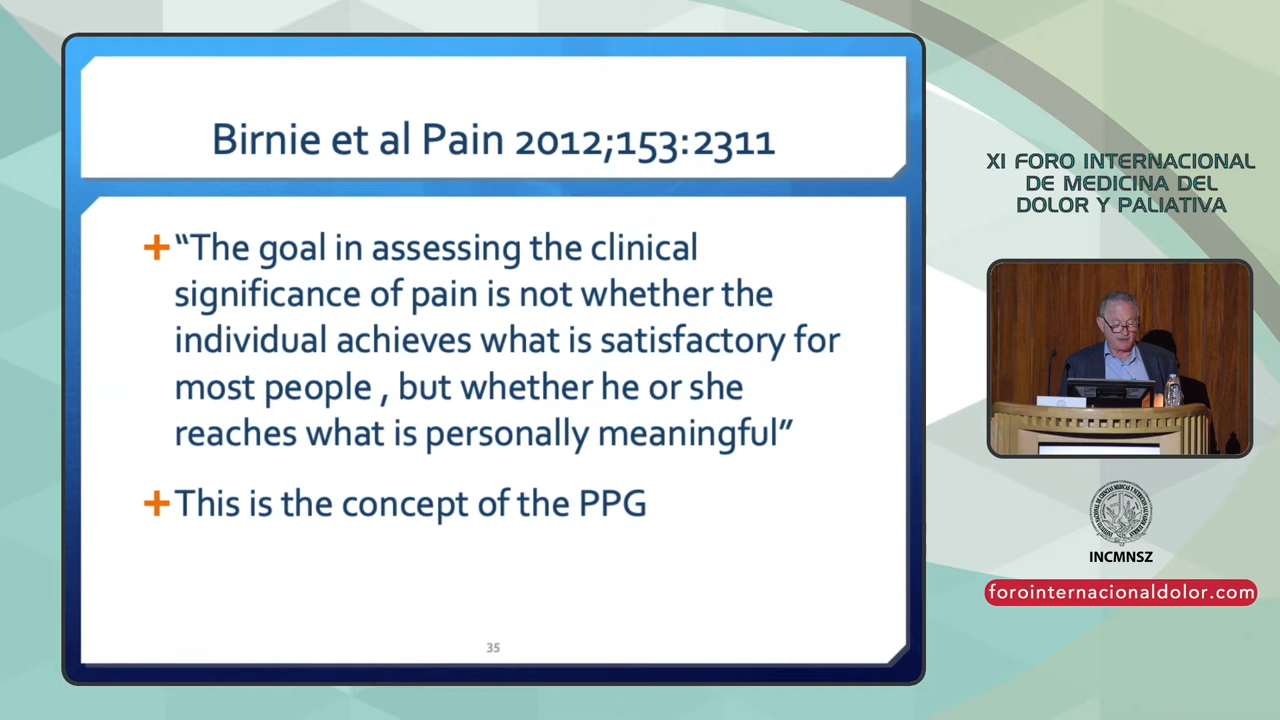 Birnie et al Pain 2012;153:2311
+“The goal in assessing the clinical
significance of pain is not whether the
individual achieves what is satisfactory for
most people , but whether he or she
reaches what is personally meaningful”
+This is the concept of the PPG
35
XI FORO INTERNACIONAL
DE MEDICINA DEL
DOLOR Y PALIATIVA
INCMNSZ
forointernacionaldolor.com